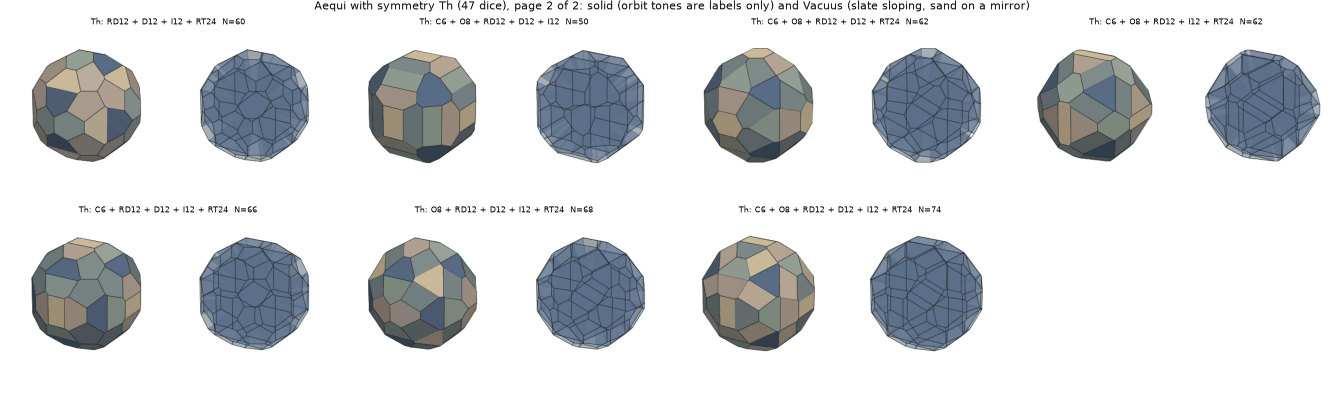 Aequi with symmetry Th (47 dice), page 2 of 2: solid (orbit tones are labels only) and Vacuus (slate sloping, sand on a mirror)
Th: RD12 + D12 + I12 + RT24 N=60
Th: C6 + O8 + RD12 + D12 + I12 N=50
Th: C6 + O8 + RD12 + D12 + RT24 N=62
Th: C6 + O8 + RD12 + I12 + RT24 N=62
Th: C6 + RD12 + D12 + I12 + RT24 N=66
Th: O8 + RD12 + D12 + I12 + RT24 N=68
Th: C6 + O8 + RD12 + D12 + I12 + RT24 N=74